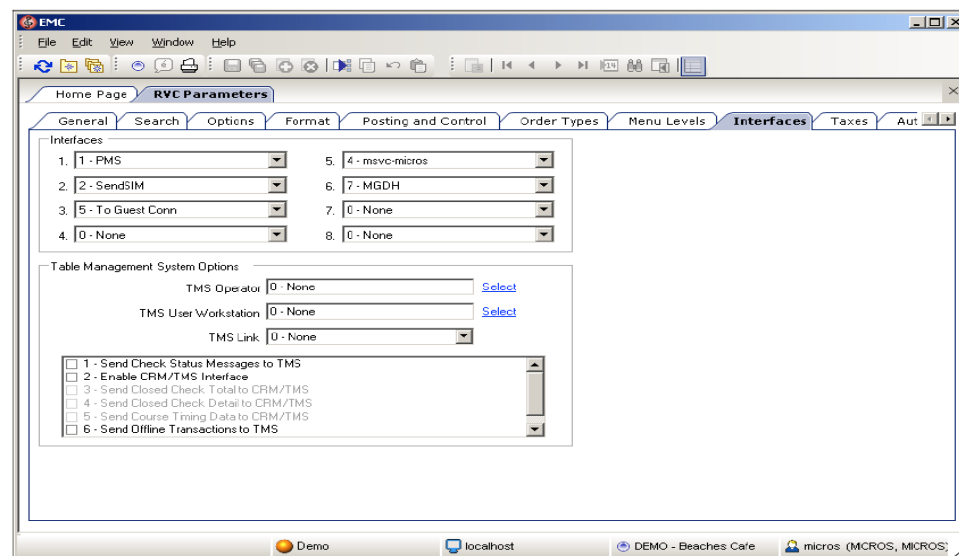 EMC
File Edit View Window Help
Home Page RVC Parameters
General Search Options Format Posting and Control Order Types Menu Levels Interfaces Taxes Aut
Interfaces
1. 1 - PMS 5. 4 - msvc-micros
2. 2 - SendSIM 6. 7 - MGDH
3. 5 - To Guest Conn 7. 0 - None
4. 0 - None 8. 0 - None
Table Management System Options
TMS Operator 0 - None Select
TMS User Workstation 0 - None Select
TMS Link 0 - None
1 - Send Check Status Messages to TMS
2 - Enable CRM/TMS Interface
3 - Send Closed Check Total to CRM/TMS
4 - Send Closed Check Detail to CRM/TMS
5 - Send Course Timing Data to CRM/TMS
6 - Send Offline Transactions to TMS
Demo localhost DEMO - Beaches Cafe micros (MICROS, MICROS)